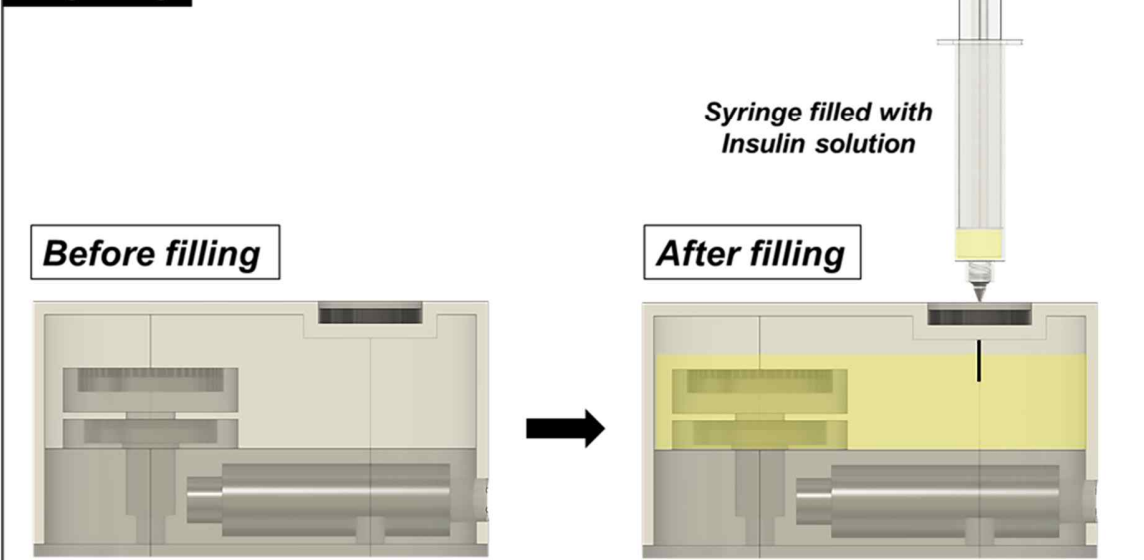 Syringe filled with
Insulin solution
Before filling
After filling